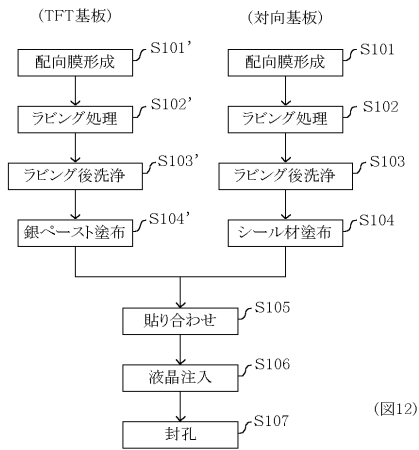 (TFT基板)
(対向基板)
配向膜形成 S101'
配向膜形成 S101
ラビング処理 S102'
ラビング処理 S102
ラビング後洗浄 S103'
ラビング後洗浄 S103
銀ペースト塗布 S104'
シール材塗布 S104
貼り合わせ S105
液晶注入 S106
封孔 S107
(図12)